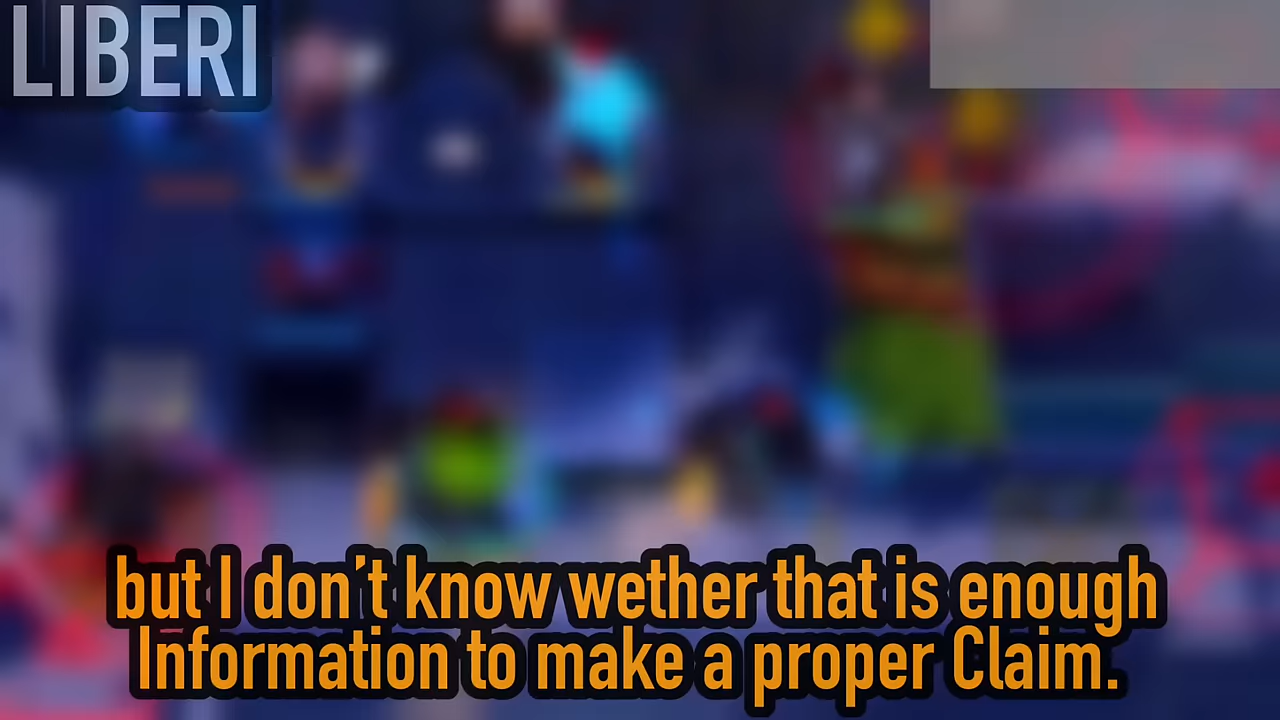 LIBERI
but I don’t know wether that is enough
Information to make a proper Claim.